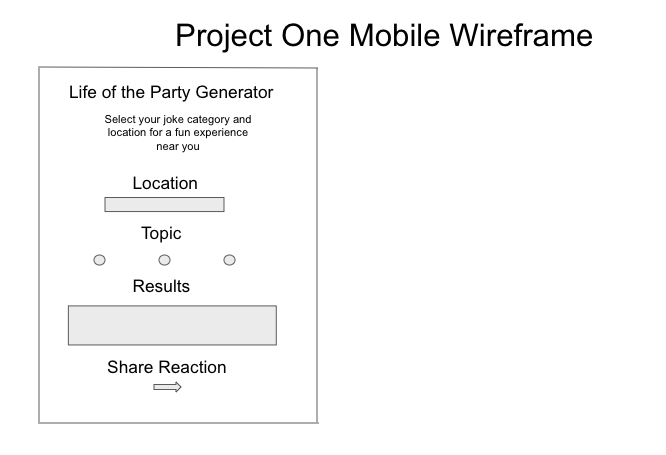 Project One Mobile Wireframe
Life of the Party Generator
Select your joke category and
location for a fun experience
near you
Location
Topic
Results
Share Reaction